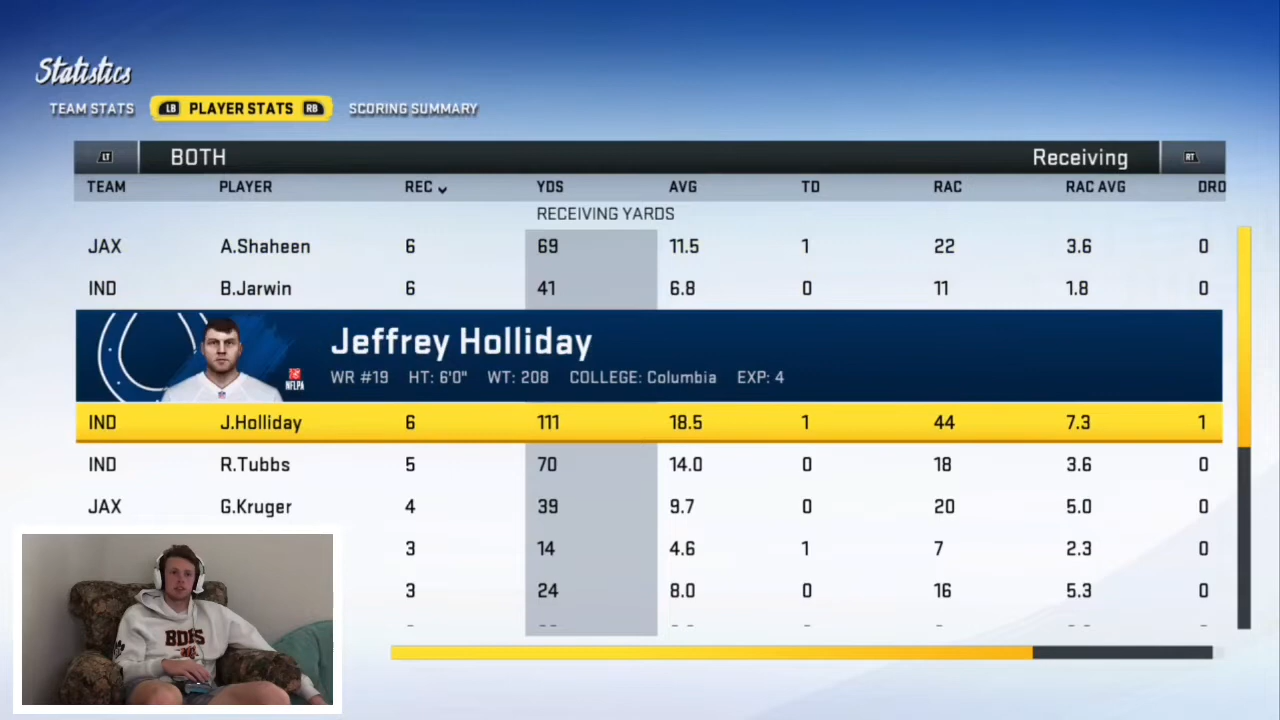 Statistics
TEAM STATS LB PLAYER STATS RB SCORING SUMMARY
LT BOTH Receiving RT
TEAM PLAYER REC YDS AVG TD RAC RAC AVG DRO
RECEIVING YARDS
JAX A.Shaheen 6 69 11.5 1 22 3.6 0
IND B.Jarwin 6 41 6.8 0 11 1.8 0
Jeffrey Holliday
WR #19 HT: 6'0" WT: 208 COLLEGE: Columbia EXP: 4
NFLPA
IND J.Holliday 6 111 18.5 1 44 7.3 1
IND R.Tubbs 5 70 14.0 0 18 3.6 0
JAX G.Kruger 4 39 9.7 0 20 5.0 0
3 14 4.6 1 7 2.3 0
3 24 8.0 0 16 5.3 0